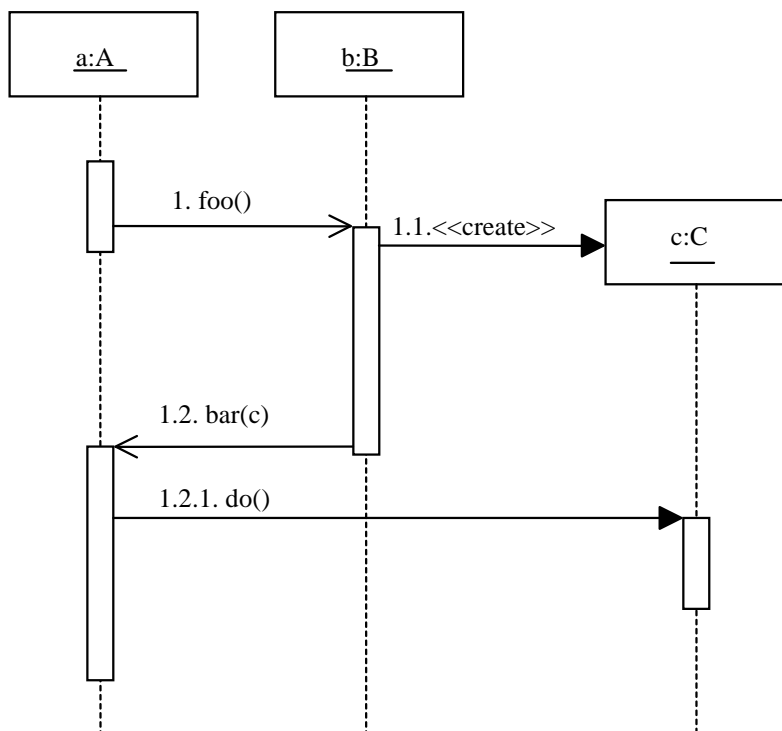 a:A
b:B
1. foo()
1.1.<<create>>
c:C
1.2. bar(c)
1.2.1. do()